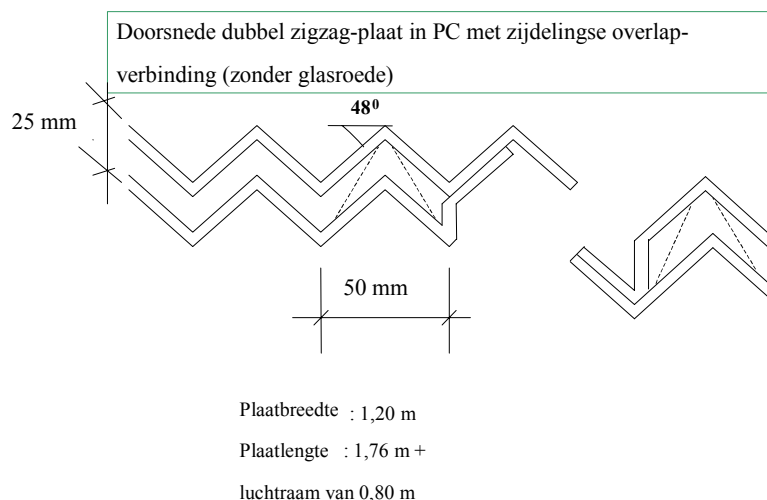 Doorsnede dubbel zigzag-plaat in PC met zijdelingse overlap-
verbinding (zonder glasroede)
25 mm
48⁰
50 mm
Plaatbreedte : 1,20 m
Plaatlengte : 1,76 m +
luchtraam van 0,80 m